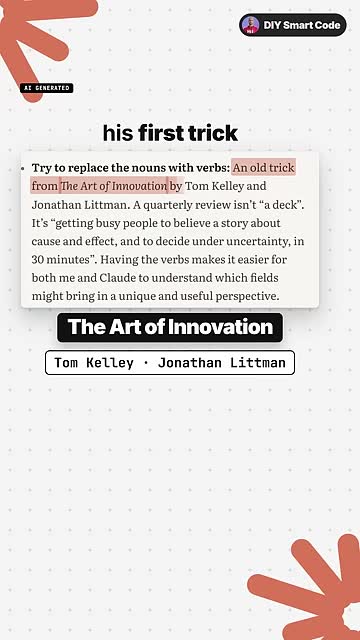 DIY Smart Code
AI GENERATED
his first trick
• Try to replace the nouns with verbs: An old trick
from The Art of Innovation by Tom Kelley and
Jonathan Littman. A quarterly review isn’t “a deck”.
It’s “getting busy people to believe a story about
cause and effect, and to decide under uncertainty, in
30 minutes”. Having the verbs makes it easier for
both me and Claude to understand which fields
might bring in a unique and useful perspective.
The Art of Innovation
Tom Kelley · Jonathan Littman